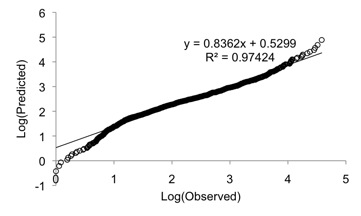 6
5
y = 0.8362x + 0.5299
R² = 0.97424
4
3
2
1
0
-1
Log(Predicted)
0 1 2 3 4 5
Log(Observed)